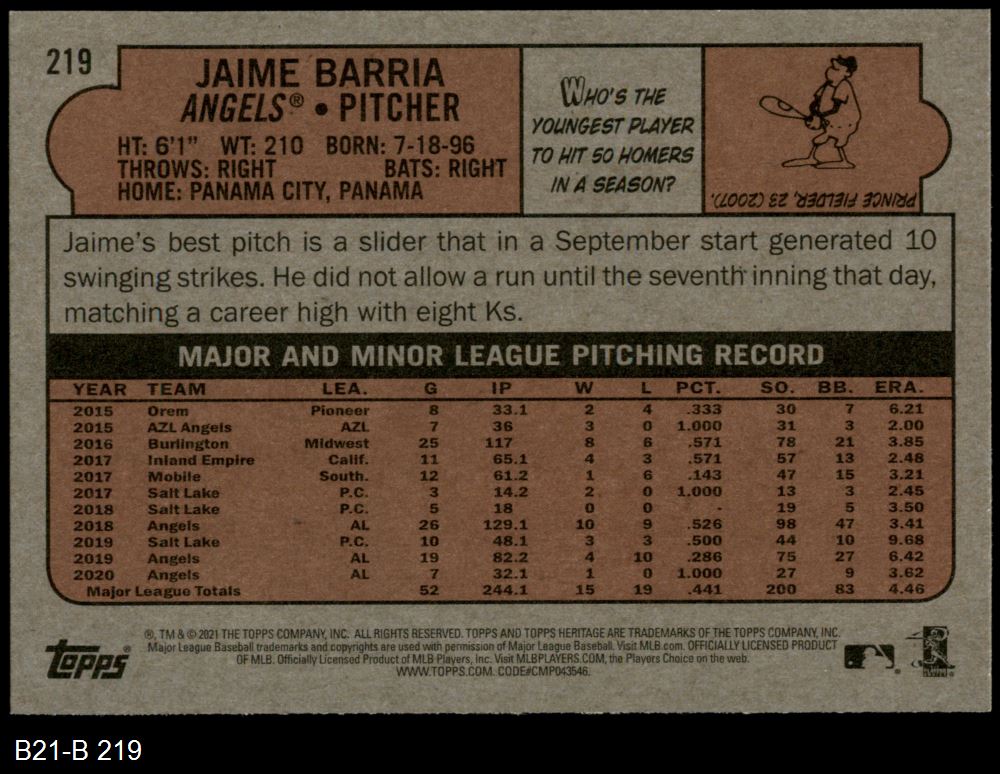 219
JAIME BARRIA
ANGELS® • PITCHER
HT: 6'1" WT: 210 BORN: 7-18-96
THROWS: RIGHT BATS: RIGHT
HOME: PANAMA CITY, PANAMA
WHO'S THE
YOUNGEST PLAYER
TO HIT 50 HOMERS
IN A SEASON?
PRINCE FIELDER, 23 (2007).
Jaime's best pitch is a slider that in a September start generated 10
swinging strikes. He did not allow a run until the seventh inning that day,
matching a career high with eight Ks.
MAJOR AND MINOR LEAGUE PITCHING RECORD
YEAR TEAM LEA. G IP W L PCT. SO. BB. ERA.
2015 Orem Pioneer 8 33.1 2 4 .333 30 7 6.21
2015 AZL Angels AZL 7 36 3 0 1.000 31 3 2.00
2016 Burlington Midwest 25 117 8 6 .571 78 21 3.85
2017 Inland Empire Calif. 11 65.1 4 3 .571 57 13 2.48
2017 Mobile South. 12 61.2 1 6 .143 47 15 3.21
2017 Salt Lake P.C. 3 14.2 2 0 1.000 13 3 2.45
2018 Salt Lake P.C. 5 18 0 0 - 19 5 3.50
2018 Angels AL 26 129.1 10 9 .526 98 47 3.41
2019 Salt Lake P.C. 10 48.1 3 3 .500 44 10 9.68
2019 Angels AL 19 82.2 4 10 .286 75 27 6.42
2020 Angels AL 7 32.1 1 0 1.000 27 9 3.62
Major League Totals 52 244.1 15 19 .441 200 83 4.46
®, TM & © 2021 THE TOPPS COMPANY, INC. ALL RIGHTS RESERVED. TOPPS AND TOPPS HERITAGE ARE TRADEMARKS OF THE TOPPS COMPANY, INC.
Major League Baseball trademarks and copyrights are used with permission of Major League Baseball. Visit MLB.com. OFFICIALLY LICENSED PRODUCT
OF MLB. Officially Licensed Product of MLB Players, Inc. Visit MLBPLAYERS.COM, the Players Choice on the web.
WWW.TOPPS.COM. CODE#CMP043546.
topps®
B21-B 219